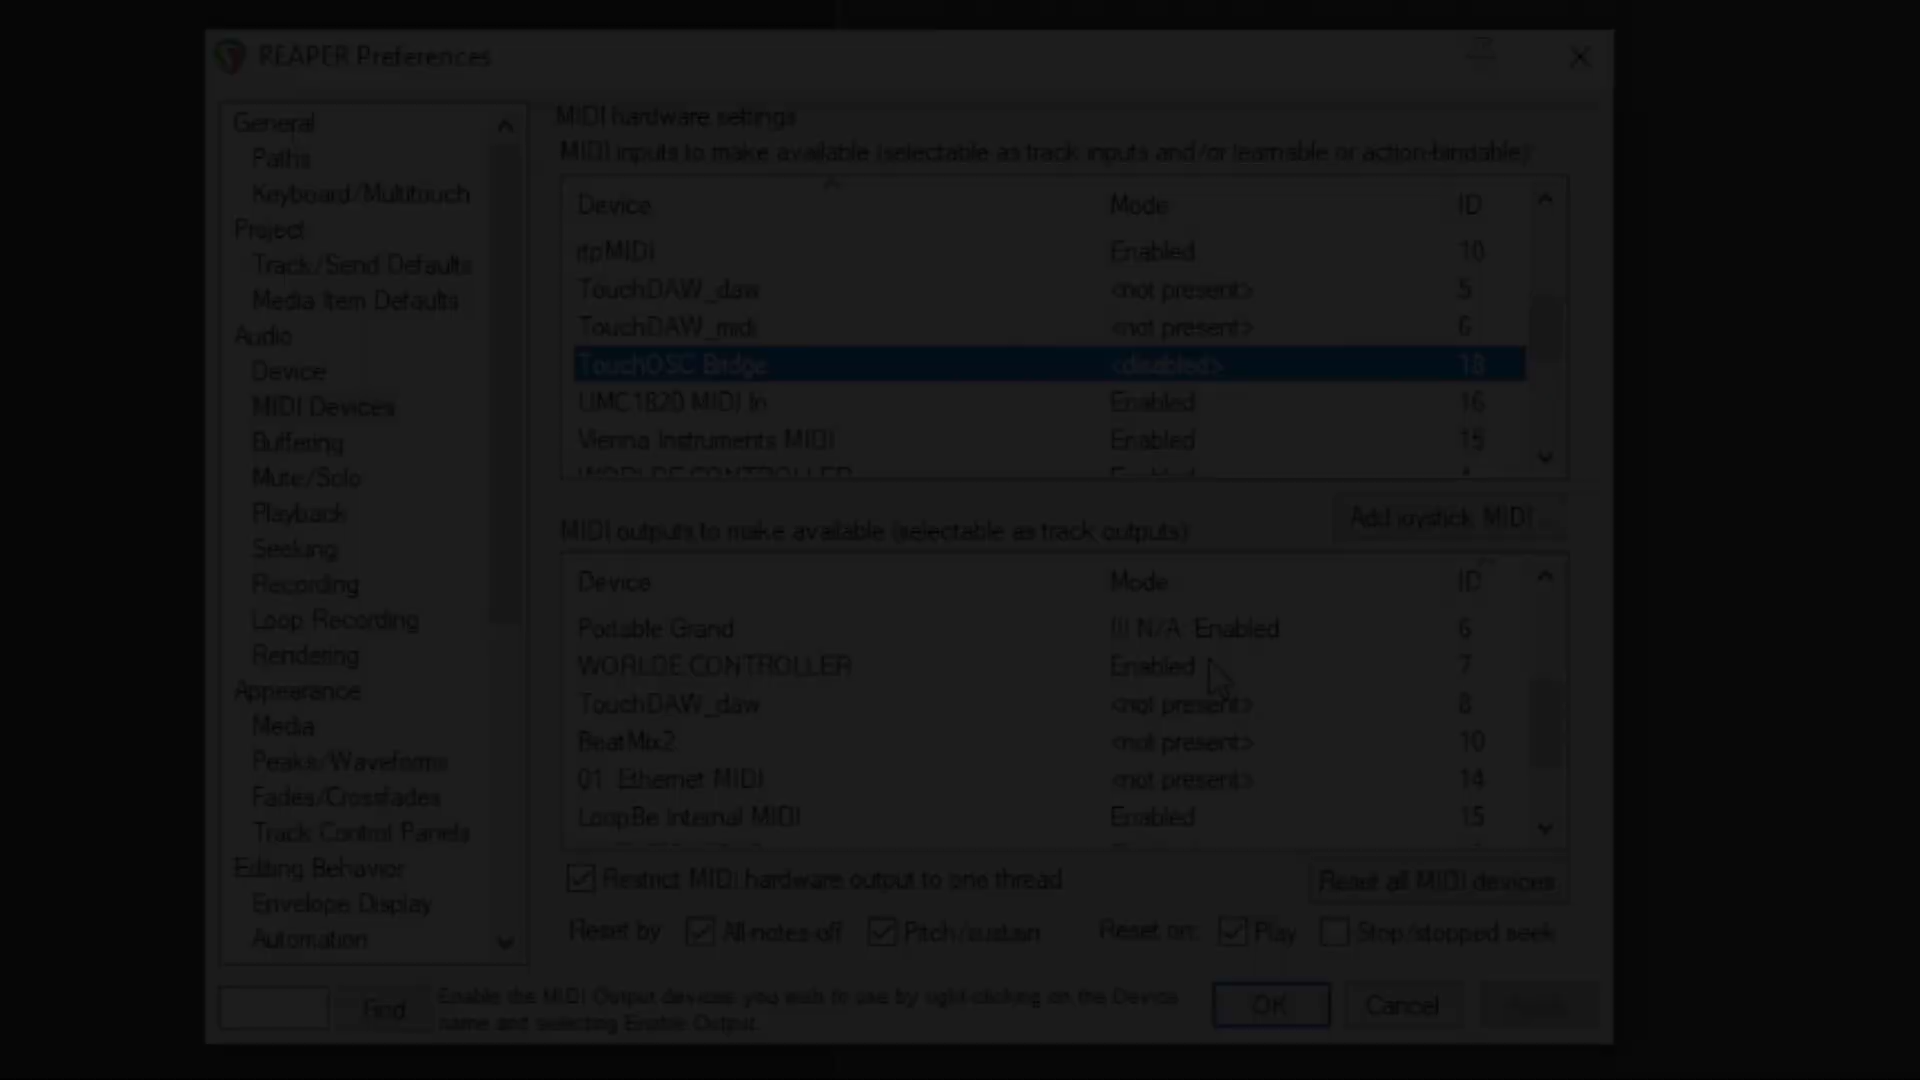 REAPER Preferences
General
Paths
Keyboard/Multitouch
Project
Track/Send Defaults
Media Item Defaults
Audio
Device
MIDI Devices
Buffering
Mute/Solo
Playback
Seeking
Recording
Loop Recording
Rendering
Appearance
Media
Peaks/Waveforms
Fades/Crossfades
Track Control Panels
Editing Behavior
Envelope Display
Automation
Find
MIDI hardware settings
MIDI inputs to make available (selectable as track inputs and/or learnable or action-bindable)
Device Mode ID
rtpMIDI Enabled 10
TouchDAW_daw <not present> 5
TouchDAW_midi <not present> 6
TouchOSC Bridge <disabled> 18
UMC1820 MIDI In Enabled 16
Vienna Instruments MIDI Enabled 15
WORLDE CONTROLLER Enabled
Add joystick MIDI...
MIDI outputs to make available (selectable as track outputs)
Device Mode ID
Portable Grand !!! N/A: Enabled 6
WORLDE CONTROLLER Enabled 7
TouchDAW_daw <not present> 8
BeatMix2 <not present> 10
01. Ethernet MIDI <not present> 14
LoopBe Internal MIDI Enabled 15
Restrict MIDI hardware output to one thread
Reset all MIDI devices
Reset by: All-notes-off Pitch/sustain Reset on: Play Stop/stopped seek
Enable the MIDI Output devices you wish to use by right-clicking on the Device
name and selecting Enable Output.
OK Cancel